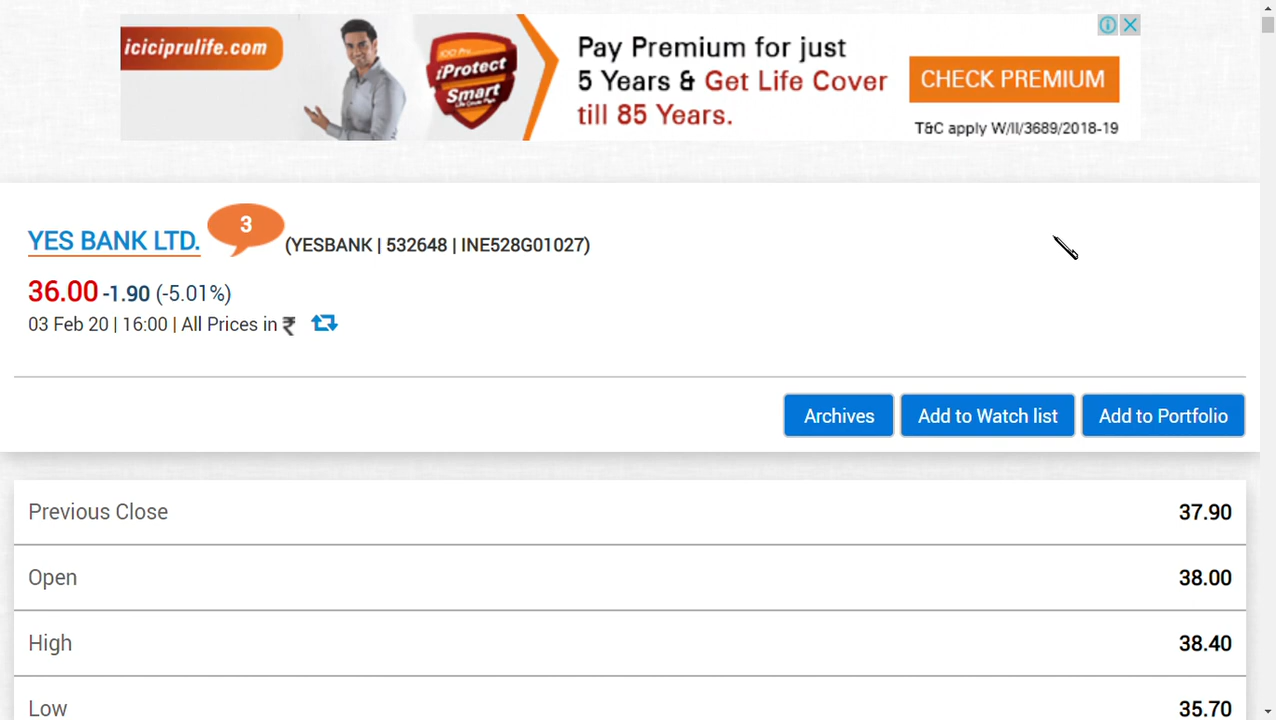 iciciprulife.com
iProtect
Smart
Pay Premium for just
5 Years & Get Life Cover
till 85 Years.
CHECK PREMIUM
T&C apply W/II/3689/2018-19
YES BANK LTD.
3
(YESBANK | 532648 | INE528G01027)
36.00 -1.90 (-5.01%)
03 Feb 20 | 16:00 | All Prices in ₹
Archives
Add to Watch list
Add to Portfolio
Previous Close 37.90
Open 38.00
High 38.40
Low 35.70